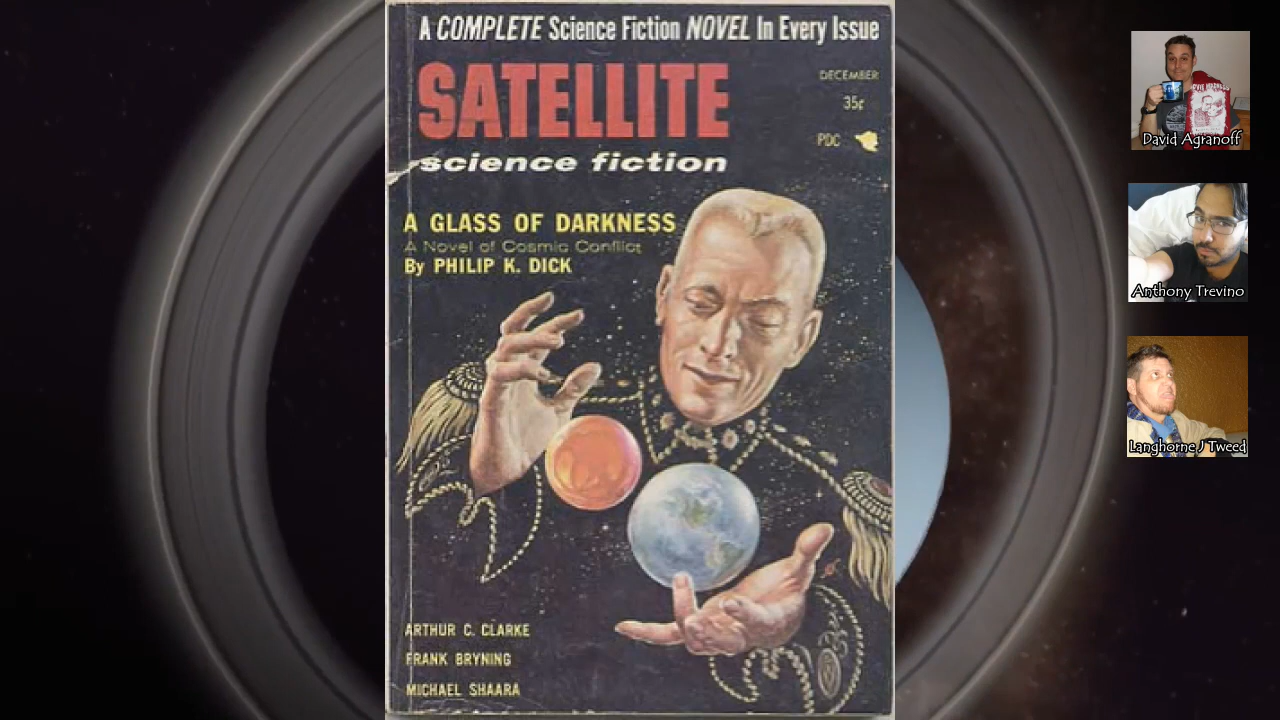 A COMPLETE Science Fiction NOVEL In Every Issue
SATELLITE
science fiction
DECEMBER
35¢
PDC
A GLASS OF DARKNESS
A Novel of Cosmic Conflict
By PHILIP K. DICK
ARTHUR C. CLARKE
FRANK BRYNING
MICHAEL SHAARA
David Agranoff
Anthony Trevino
Langhorne J Tweed